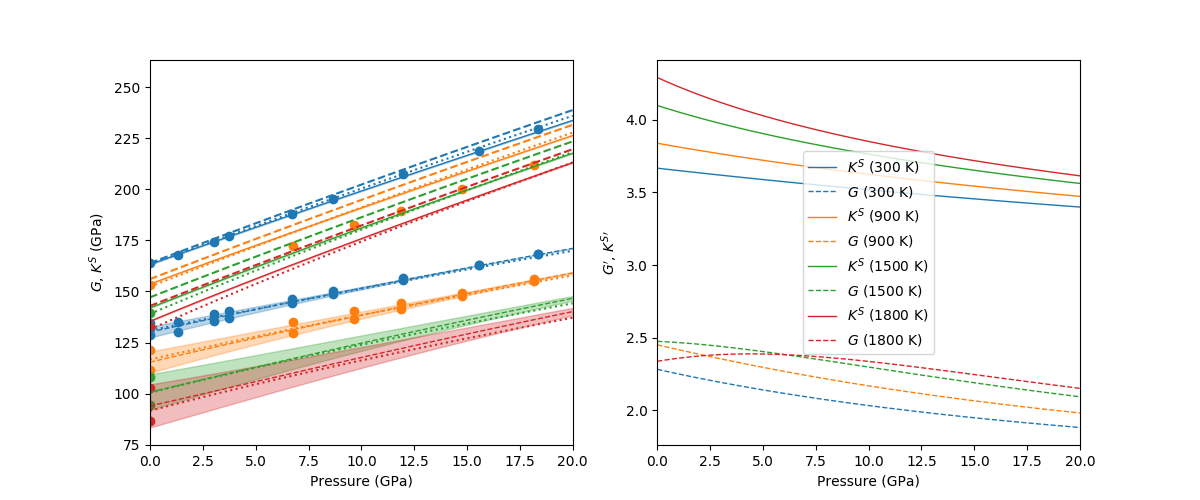 250
225
200
175
150
125
100
75
G, K^S (GPa)
0.0 2.5 5.0 7.5 10.0 12.5 15.0 17.5 20.0
Pressure (GPa)
4.0
3.5
3.0
2.5
2.0
G′, K^S′
K^S (300 K)
G (300 K)
K^S (900 K)
G (900 K)
K^S (1500 K)
G (1500 K)
K^S (1800 K)
G (1800 K)
0.0 2.5 5.0 7.5 10.0 12.5 15.0 17.5 20.0
Pressure (GPa)